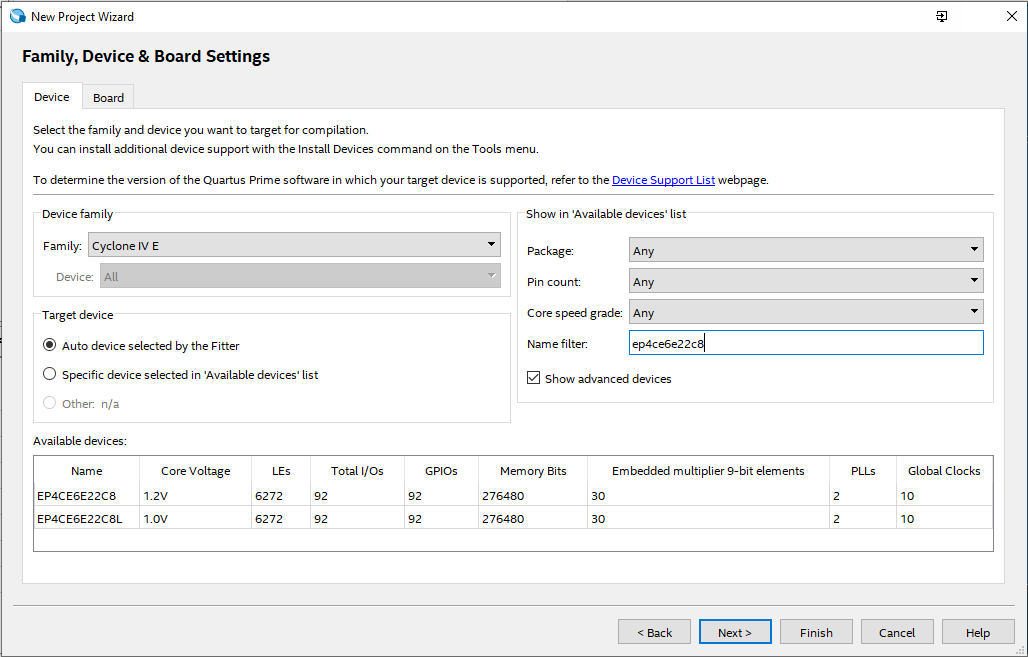 New Project Wizard
Family, Device & Board Settings
Device Board
Select the family and device you want to target for compilation.
You can install additional device support with the Install Devices command on the Tools menu.
To determine the version of the Quartus Prime software in which your target device is supported, refer to the Device Support List webpage.
Device family
Family: Cyclone IV E
Device: All
Target device
Auto device selected by the Fitter
Specific device selected in 'Available devices' list
Other: n/a
Show in 'Available devices' list
Package: Any
Pin count: Any
Core speed grade: Any
Name filter: ep4ce6e22c8
Show advanced devices
Available devices:
Name Core Voltage LEs Total I/Os GPIOs Memory Bits Embedded multiplier 9-bit elements PLLs Global Clocks
EP4CE6E22C8 1.2V 6272 92 92 276480 30 2 10
EP4CE6E22C8L 1.0V 6272 92 92 276480 30 2 10
< Back Next > Finish Cancel Help